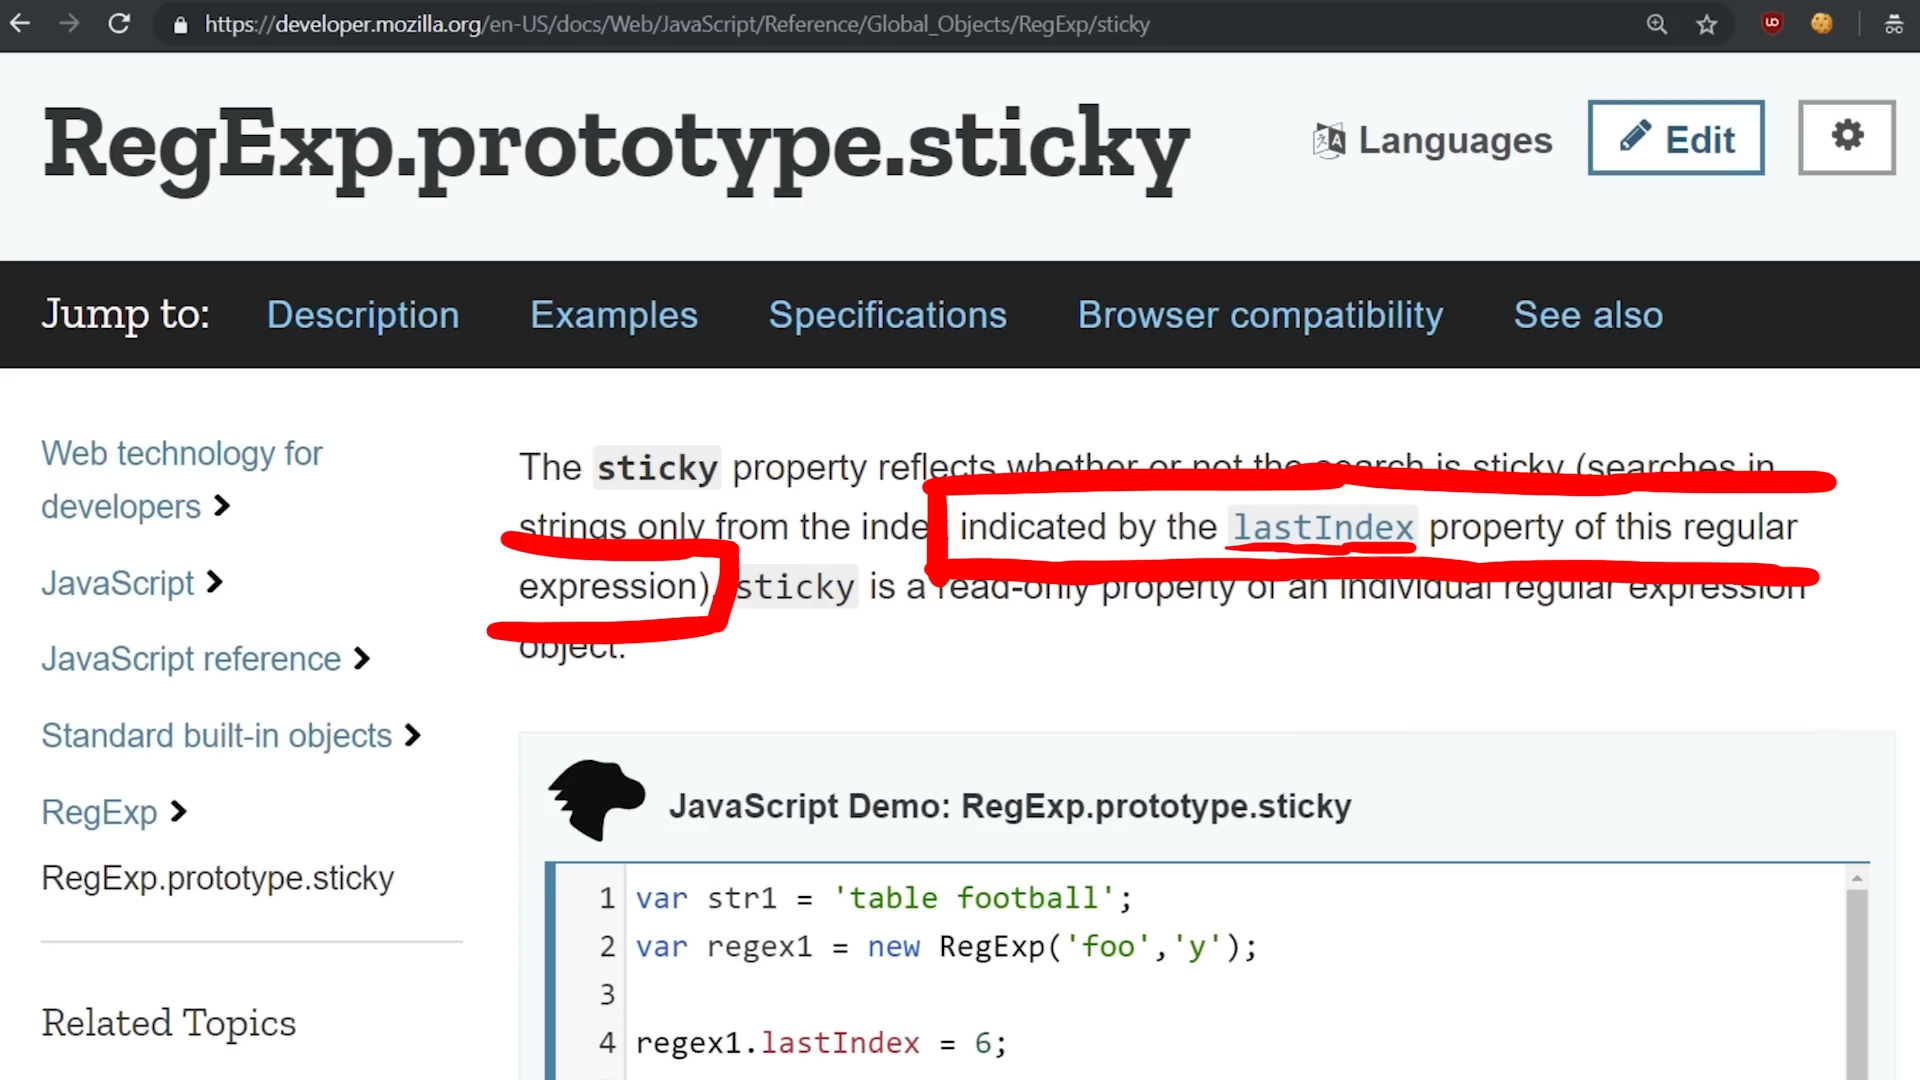 https://developer.mozilla.org/en-US/docs/Web/JavaScript/Reference/Global_Objects/RegExp/sticky
RegExp.prototype.sticky
Languages
Edit
Jump to: Description Examples Specifications Browser compatibility See also
Web technology for
developers
JavaScript
JavaScript reference
Standard built-in objects
RegExp
RegExp.prototype.sticky
Related Topics
The sticky property reflects whether or not the search is sticky (searches in
strings only from the index indicated by the lastIndex property of this regular
expression). sticky is a read-only property of an individual regular expression
object.
JavaScript Demo: RegExp.prototype.sticky
1 var str1 = 'table football';
2 var regex1 = new RegExp('foo','y');
3
4 regex1.lastIndex = 6;